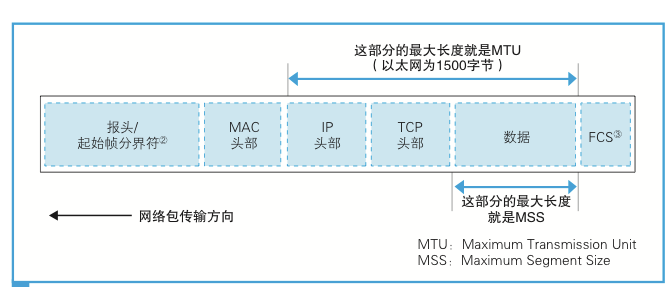 这部分的最大长度就是MTU
（以太网为1500字节）
报头/
起始帧分界符②
MAC
头部
IP
头部
TCP
头部
数据
FCS③
这部分的最大长度
就是MSS
网络包传输方向
MTU：Maximum Transmission Unit
MSS：Maximum Segment Size